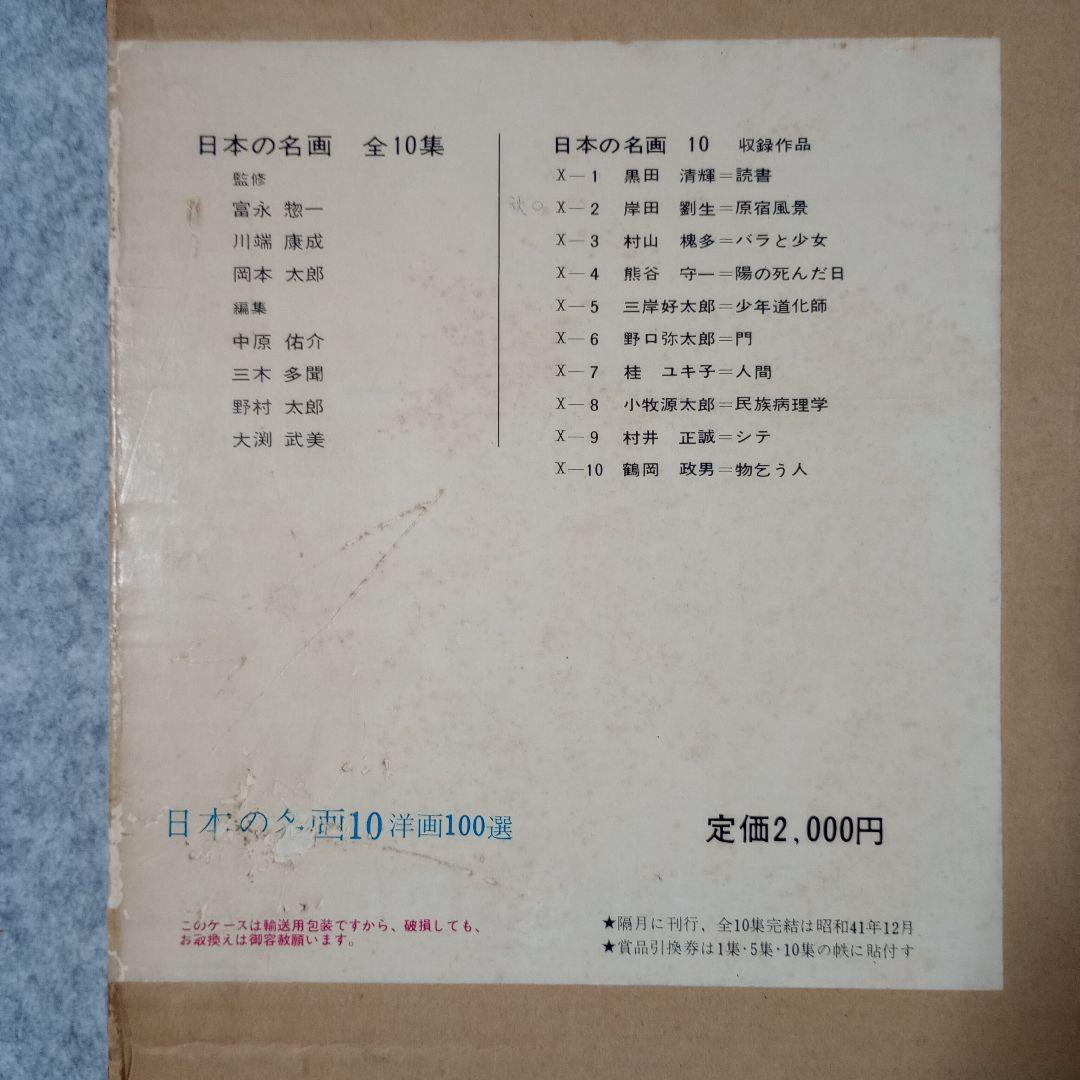 日本の名画 全10集
監修
富永 惣一
川端 康成
岡本 太郎
編集
中原 佑介
三木 多聞
野村 太郎
大渕 武美
日本の名画 10 収録作品
X—1 黒田 清輝=読書
X—2 岸田 劉生=原宿風景
X—3 村山 槐多=バラと少女
X—4 熊谷 守一=陽の死んだ日
X—5 三岸好太郎=少年道化師
X—6 野口弥太郎=門
X—7 桂 ユキ子=人間
X—8 小牧源太郎=民族病理学
X—9 村井 正誠=シテ
X—10 鶴岡 政男=物乞う人
日本の名画10洋画100選
定価2,000円
このケースは輸送用包装ですから、破損しても、
お取換えは御容赦願います。
★隔月に刊行、全10集完結は昭和41年12月
★賞品引換券は1集・5集・10集の帙に貼付す